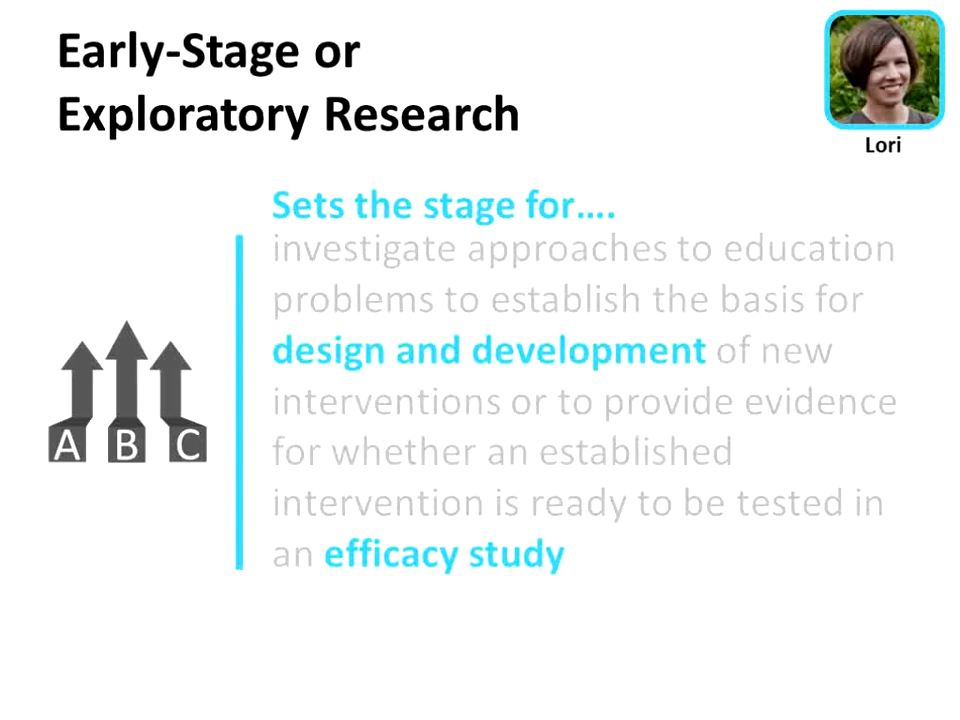 Early-Stage or
Exploratory Research
Lori
Sets the stage for....
investigate approaches to education
problems to establish the basis for
design and development of new
interventions or to provide evidence
for whether an established
intervention is ready to be tested in
an efficacy study
A B C